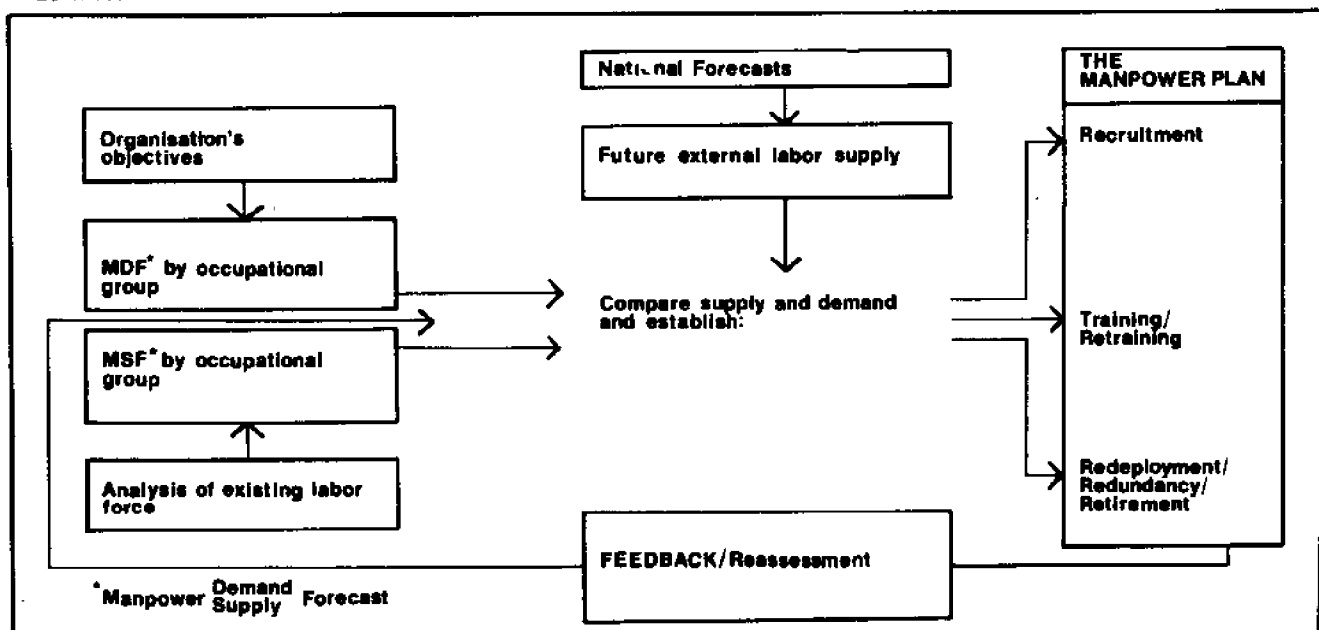 Organisation's
objectives
MDF* by occupational
group
MSF* by occupational
group
Analysis of existing labor
force
*Manpower Demand
Supply Forecast
Forecasts
Future external labor supply
Compare supply and demand
and establish:
FEEDBACK/Reassessment
THE
MANPOWER PLAN
Recruitment
Training/
Retraining
Redeployment/
Redundancy/
Retirement